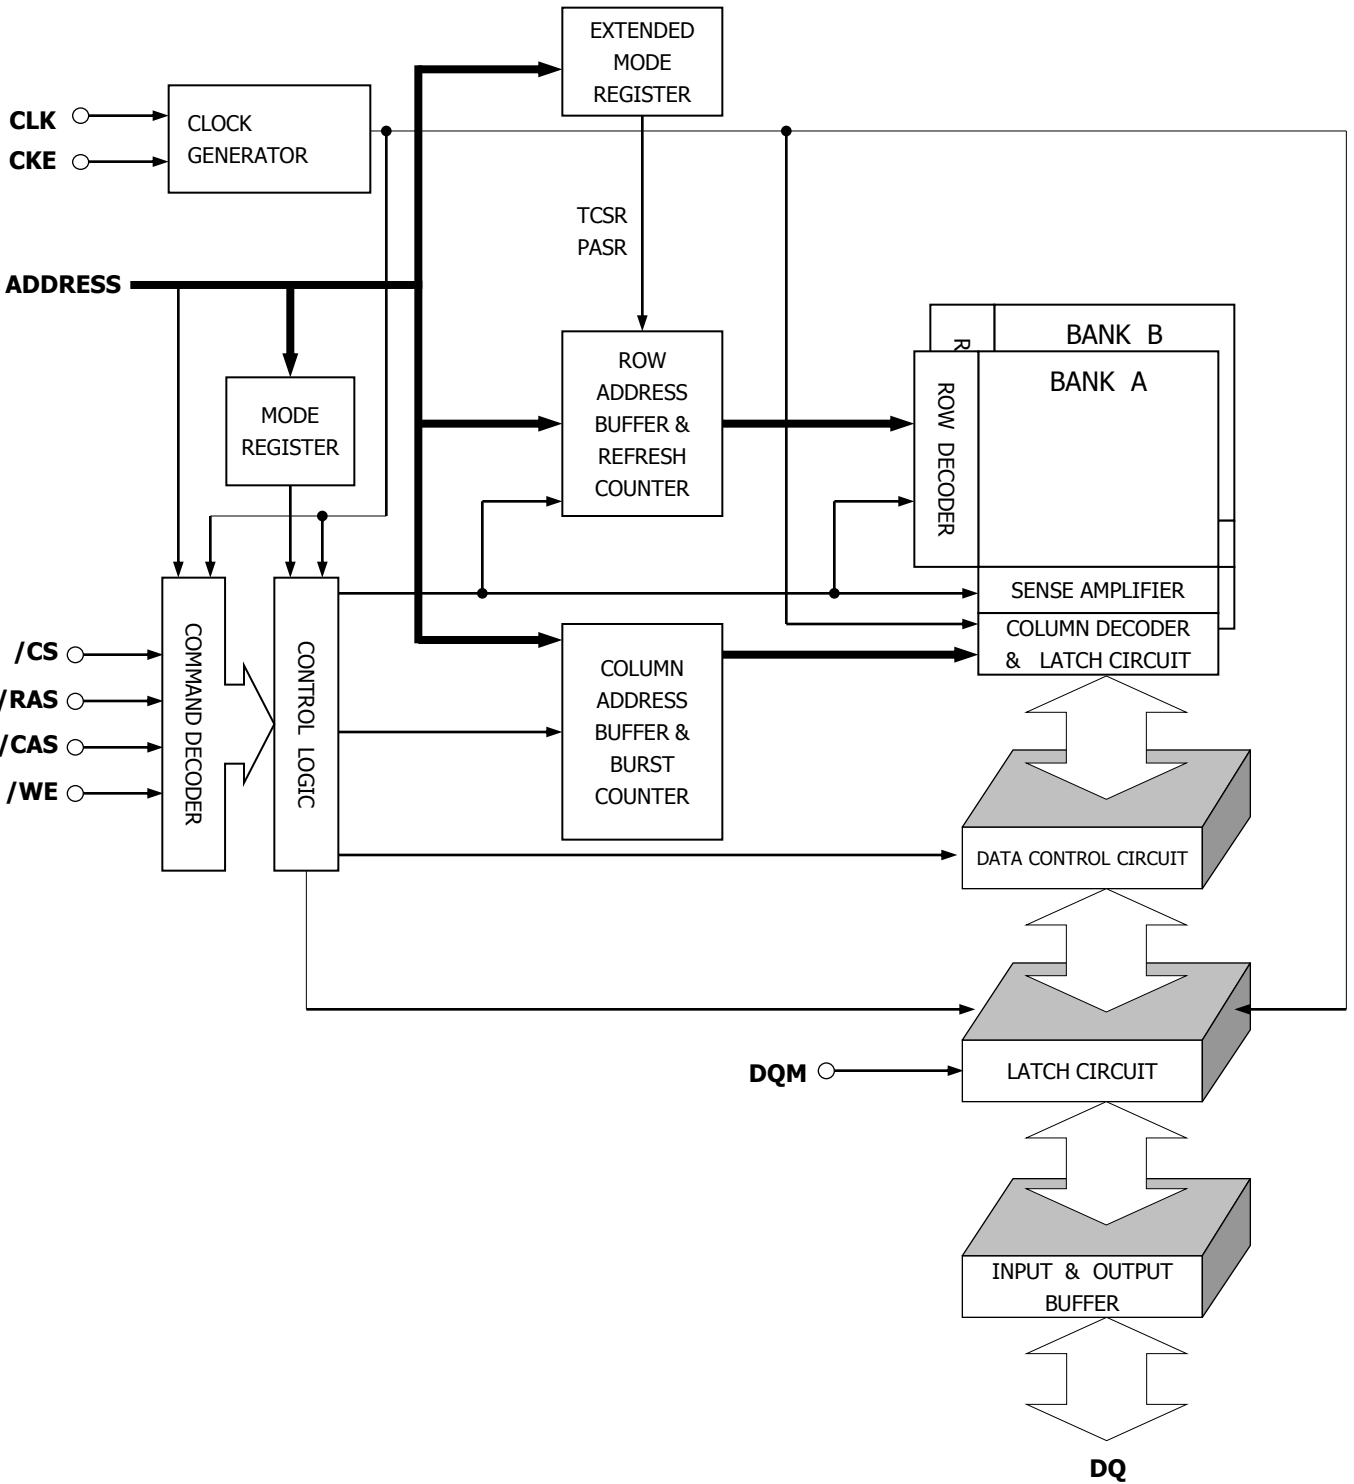 EXTENDED
MODE
REGISTER
CLK
CKE
CLOCK
GENERATOR
TCSR
PASR
ADDRESS
MODE
REGISTER
ROW
ADDRESS
BUFFER &
REFRESH
COUNTER
R
BANK B
BANK A
ROW DECODER
SENSE AMPLIFIER
COLUMN DECODER
& LATCH CIRCUIT
/CS
/RAS
/CAS
/WE
COMMAND DECODER
CONTROL LOGIC
COLUMN
ADDRESS
BUFFER &
BURST
COUNTER
DATA CONTROL CIRCUIT
DQM
LATCH CIRCUIT
INPUT & OUTPUT
BUFFER
DQ